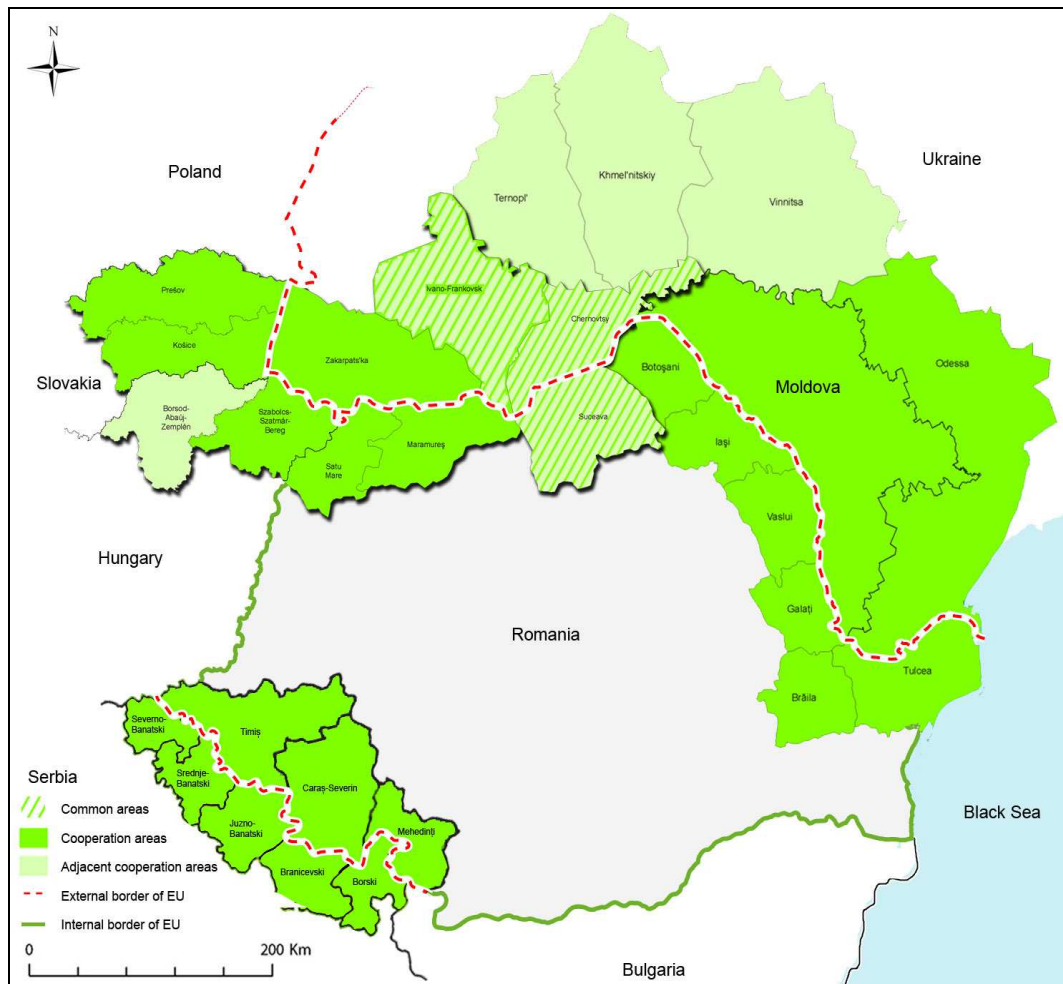 N
Poland
Ukraine
Khmel'nitskiy
Ternopl'
Vinnitsa
Prešov
Ivano-Frankovsk
Chernovtsy
Košice
Zakarpats'ka
Odessa
Slovakia
Botoşani
Moldova
Borsod-
Abaúj-
Zemplén
Szabolcs-
Szatmár-
Bereg
Suceava
Maramureş
Iaşi
Satu
Mare
Vaslui
Hungary
Galaţi
Romania
Tulcea
Brăila
Severno-
Banatski
Timiş
Srednje-
Banatski
Serbia
Caraş-Severin
Common areas
Black Sea
Cooperation areas
Juzno-
Banatski
Mehedinţi
Adjacent cooperation areas
Branicevski
Borski
External border of EU
Internal border of EU
0
200 Km
Bulgaria